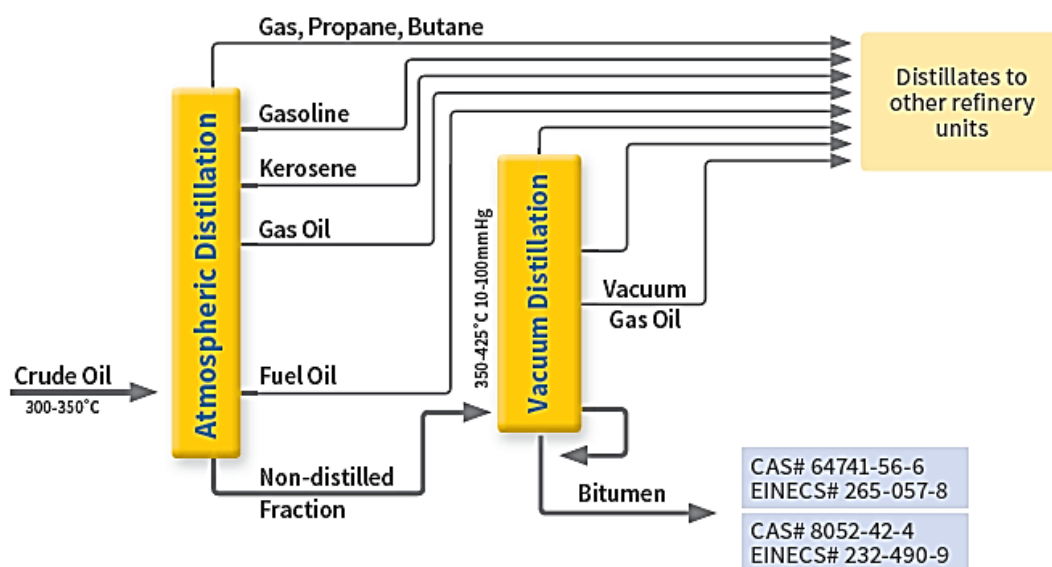 Gas, Propane, Butane
Distillates to
other refinery
units
Atmospheric Distillation
Gasoline
Kerosene
Gas Oil
Vacuum Distillation
350-425˚C 10-100mmHg
Vacuum
Gas Oil
Crude Oil
300-350˚C
Fuel Oil
Non-distilled
Fraction
Bitumen
CAS# 64741-56-6
EINECS# 265-057-8
CAS# 8052-42-4
EINECS# 232-490-9